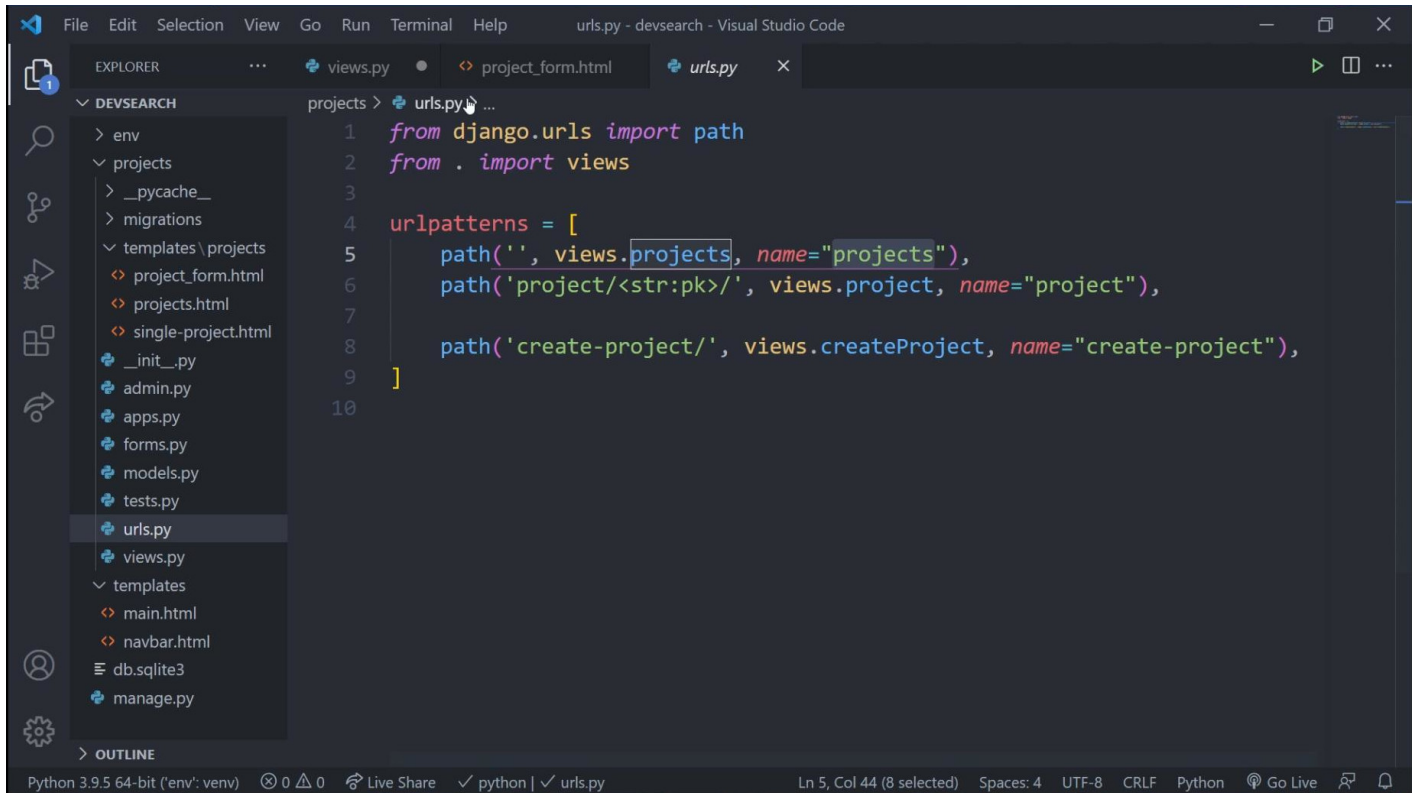 File Edit Selection View Go Run Terminal Help urls.py - devsearch - Visual Studio Code
EXPLORER ... views.py project_form.html urls.py
1
DEVSEARCH
projects > urls.py > ...
env
projects
__pycache__
migrations
templates\projects
project_form.html
projects.html
single-project.html
__init__.py
admin.py
apps.py
forms.py
models.py
tests.py
urls.py
views.py
templates
main.html
navbar.html
db.sqlite3
manage.py
OUTLINE
1 from django.urls import path
2 from . import views
3
4 urlpatterns = [
5 path('', views.projects, name="projects"),
6 path('project/<str:pk>/', views.project, name="project"),
7
8 path('create-project/', views.createProject, name="create-project"),
9 ]
10
Python 3.9.5 64-bit ('env': venv) 0 0 Live Share ✓ python | ✓ urls.py Ln 5, Col 44 (8 selected) Spaces: 4 UTF-8 CRLF Python Go Live